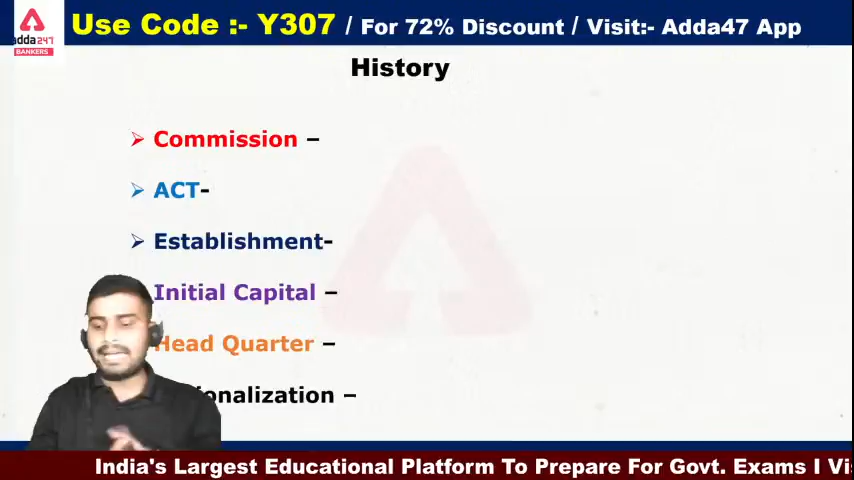 adda247
BANKERS
Use Code :- Y307 / For 72% Discount / Visit:- Adda47 App
History
Commission –
ACT-
Establishment-
Initial Capital –
Head Quarter –
India's Largest Educational Platform To Prepare For Govt. Exams I